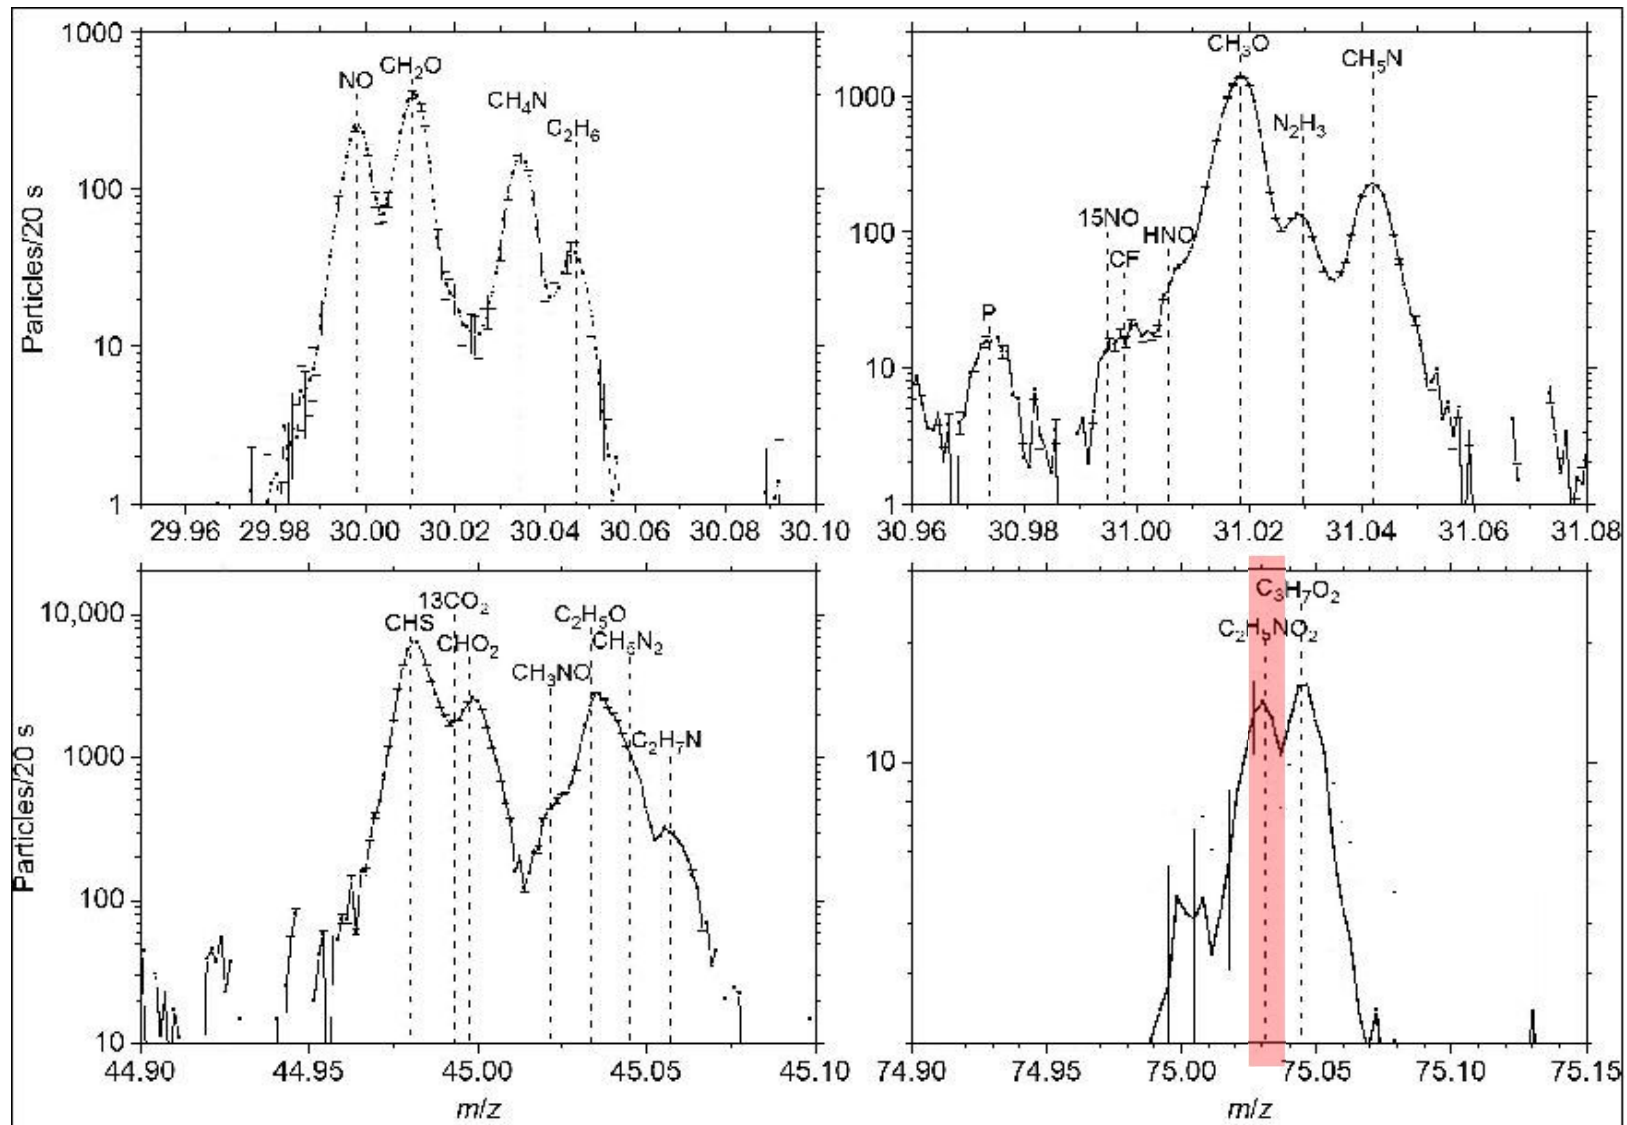 1000
100
10
1
Particles/20 s
NO
CH₂O
CH₄N
C₂H₆
29.96 29.98 30.00 30.02 30.04 30.06 30.08 30.10
1000
100
10
1
CH₃O
CH₅N
N₂H₃
15NO
HNO
CF
P
30.96 30.98 31.00 31.02 31.04 31.06 31.08
10,000
1000
100
10
Particles/20 s
13CO₂
CHS
CHO₂
C₂H₅O
CH₅N₂
CH₃NO
C₂H₇N
44.90 44.95 45.00 45.05 45.10
m/z
10
C₃H₇O₂
C₂H₅NO₂
74.90 74.95 75.00 75.05 75.10 75.15
m/z